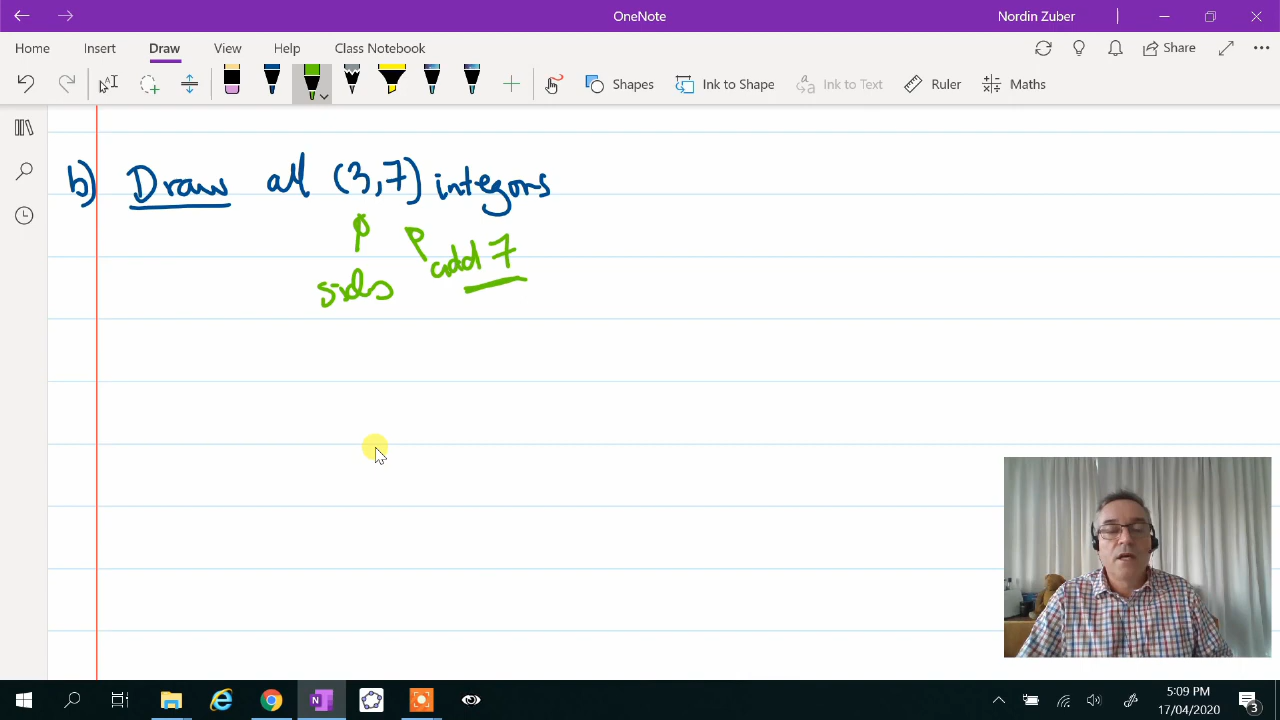 OneNote
Nordin Zuber
Home Insert Draw View Help Class Notebook
Share
Shapes Ink to Shape Ink to Text Ruler Maths
b) Draw all (3,7) integons
add 7
sides
5:09 PM
17/04/2020
3